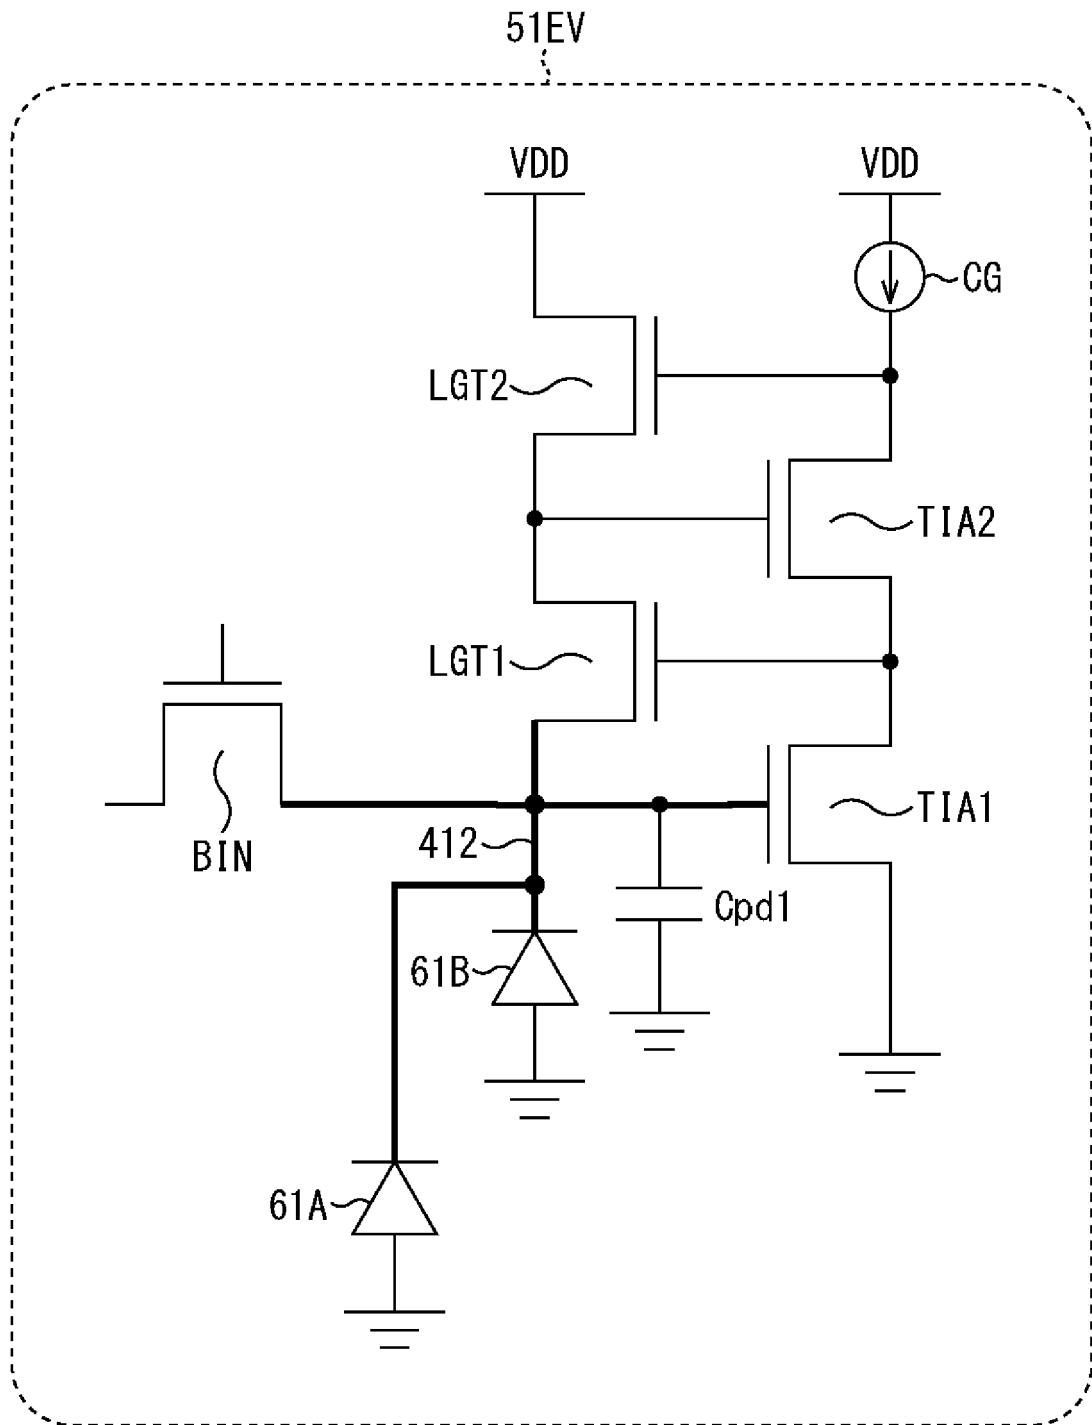 51EV
VDD
VDD
CG
LGT2
TIA2
LGT1
TIA1
BIN
412
Cpd1
61B
61A